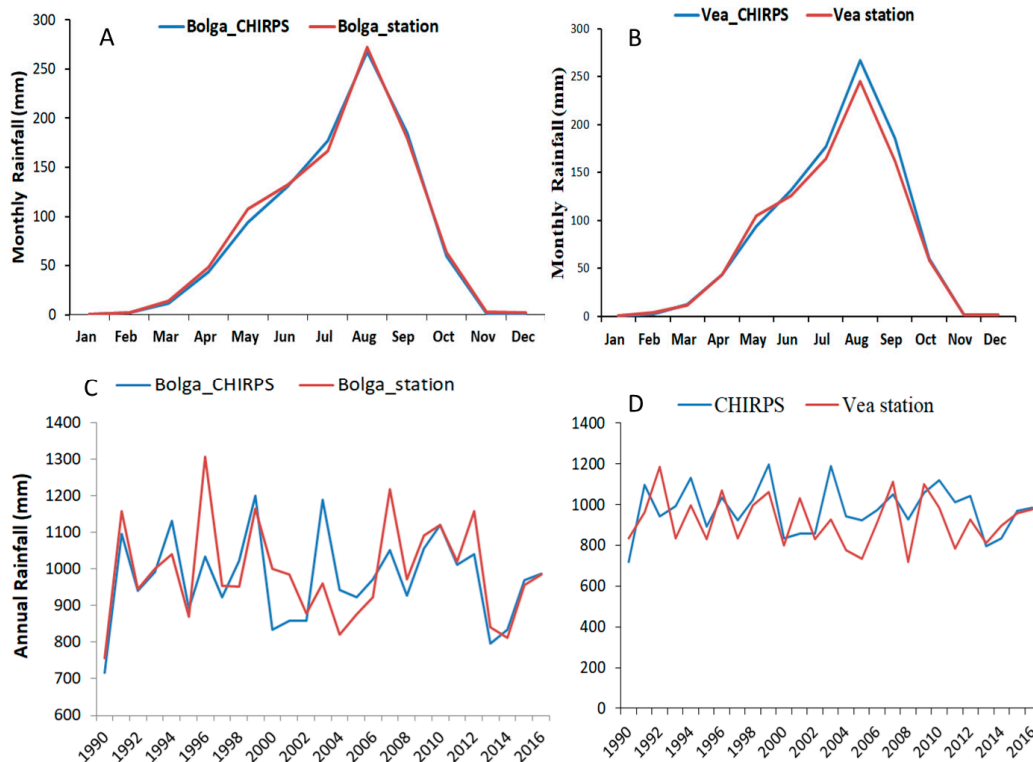 A
Bolga_CHIRPS Bolga_station
Monthly Rainfall (mm)
300
250
200
150
100
50
0
Jan Feb Mar Apr May Jun Jul Aug Sep Oct Nov Dec
B
Vea_CHIRPS Vea station
Monthly Rainfall (mm)
300
250
200
150
100
50
0
Jan Feb Mar Apr May Jun Jul Aug Sep Oct Nov Dec
C
Bolga_CHIRPS Bolga_station
Annual Rainfall (mm)
1400
1300
1200
1100
1000
900
800
700
600
1990 1992 1994 1996 1998 2000 2002 2004 2006 2008 2010 2012 2014 2016
D
CHIRPS Vea station
1400
1200
1000
800
600
400
200
0
1990 1992 1994 1996 1998 2000 2002 2004 2006 2008 2010 2012 2014 2016